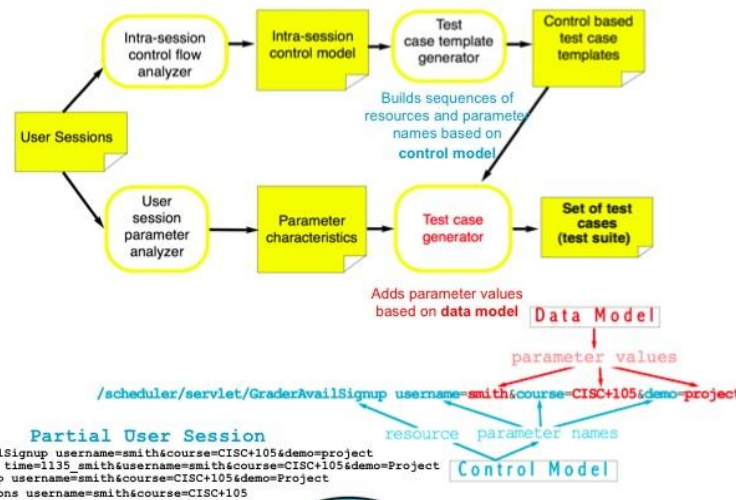 Intra-session
control flow
analyzer
Intra-session
control model
Test
case template
generator
Control based
test case
templates
Builds sequences of
resources and parameter
names based on
control model
User Sessions
User
session
parameter
analyzer
Parameter
characteristics
Test case
generator
Set of test
cases
(test suite)
Adds parameter values
based on data model
Data Model
parameter values
/scheduler/servlet/GraderAvailSignup username=smith&course=CISC+105&demo=project
resource parameter names
Control Model
Partial User Session
Signup username=smith&course=CISC+105&demo=project
time=1135_smith&username=smith&course=CISC+105&demo=Project
username=smith&course=CISC+105&demo=Project
username=smith&course=CISC+105